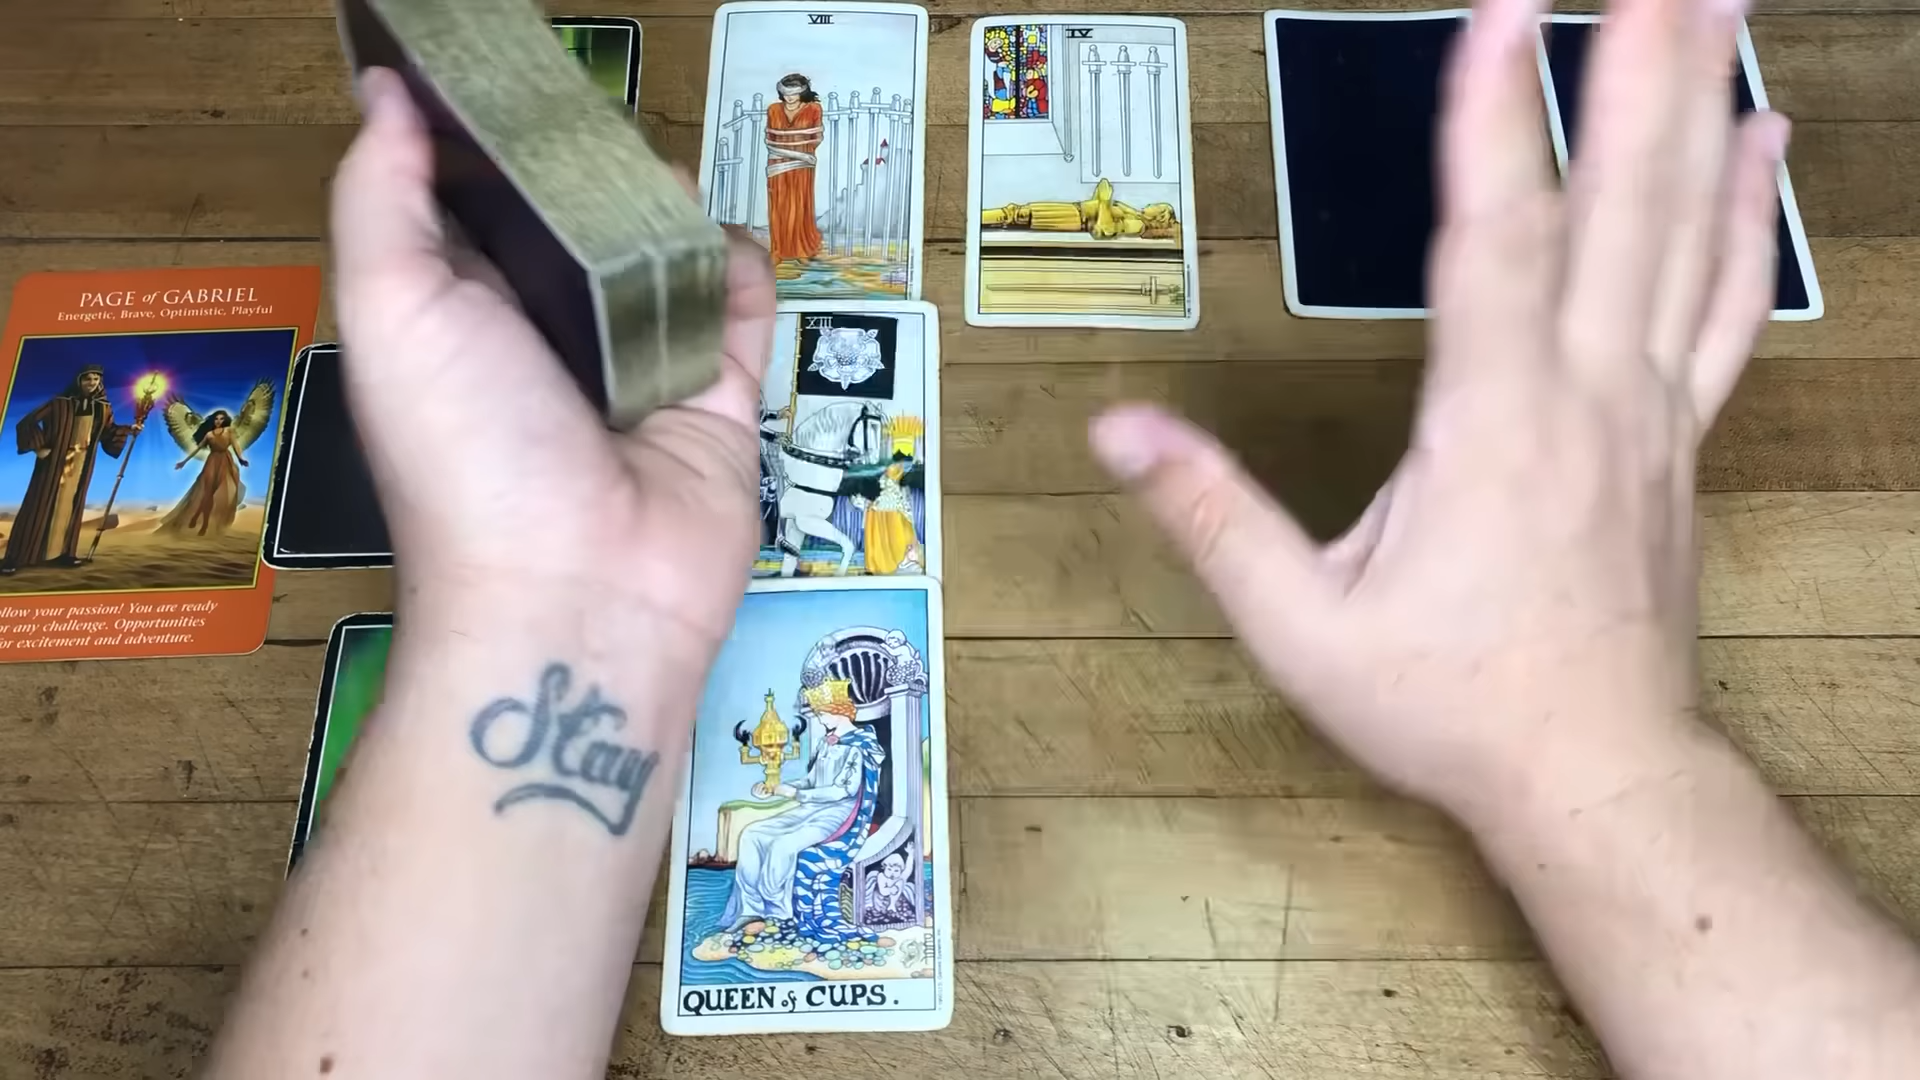 VIII
IV
PAGE of GABRIEL
Energetic, Brave, Optimistic, Playful
XIII
ollow your passion! You are ready
or any challenge. Opportunities
for excitement and adventure.
Stay
QUEEN of CUPS.